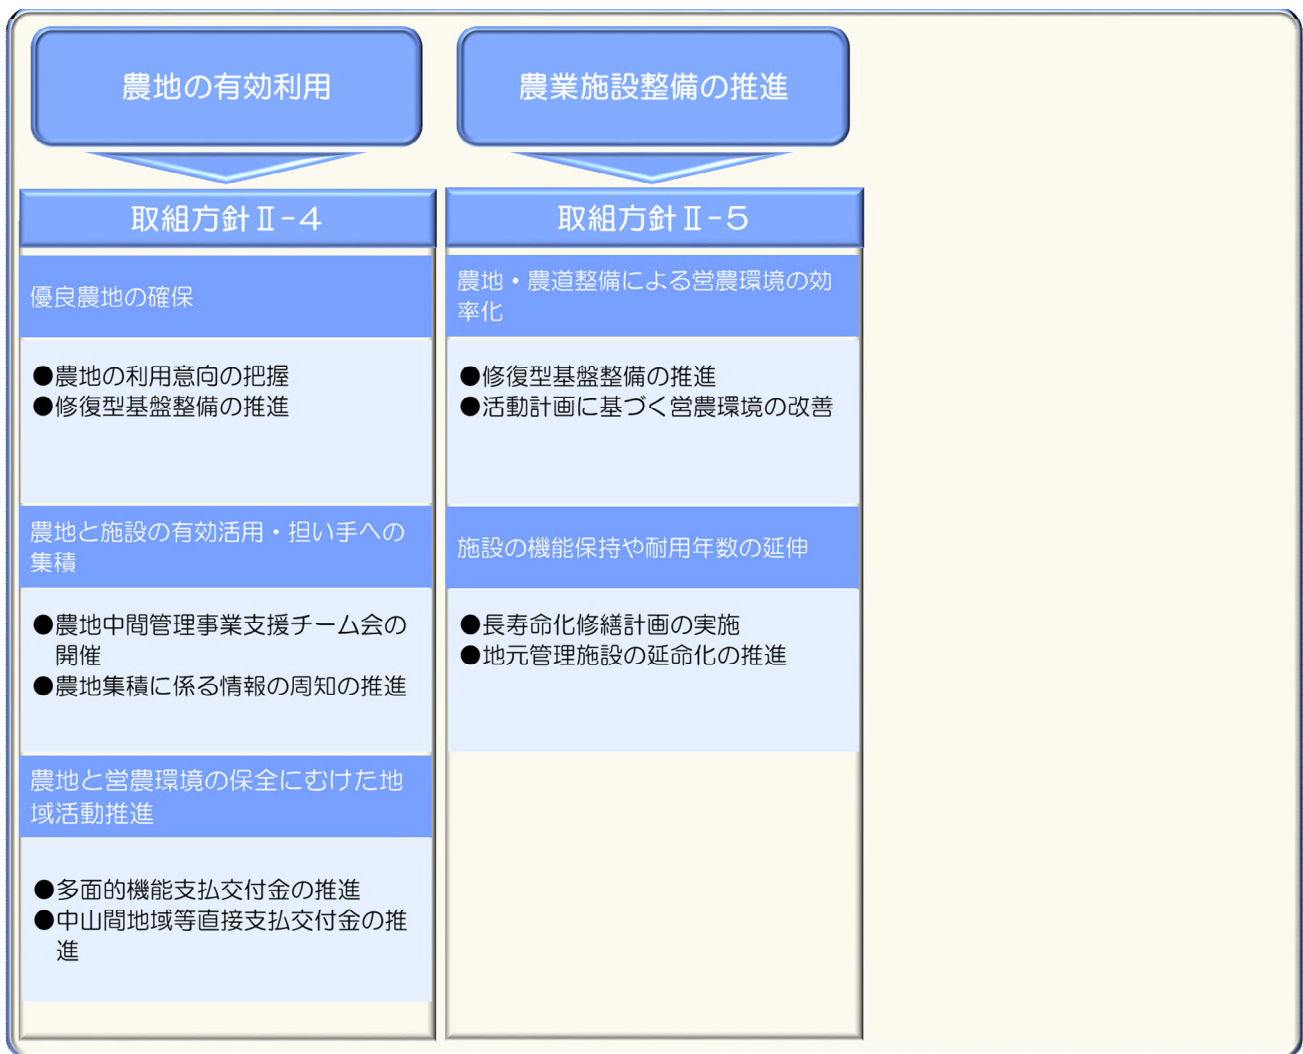 農地の有効利用
取組方針Ⅱ-4
優良農地の確保
●農地の利用意向の把握
●修復型基盤整備の推進
農地と施設の有効活用・担い手への
集積
●農地中間管理事業支援チーム会の
開催
●農地集積に係る情報の周知の推進
農地と営農環境の保全にむけた地
域活動推進
●多面的機能支払交付金の推進
●中山間地域等直接支払交付金の推
進
農業施設整備の推進
取組方針Ⅱ-5
農地・農道整備による営農環境の効
率化
●修復型基盤整備の推進
●活動計画に基づく営農環境の改善
施設の機能保持や耐用年数の延伸
●長寿命化修繕計画の実施
●地元管理施設の延命化の推進